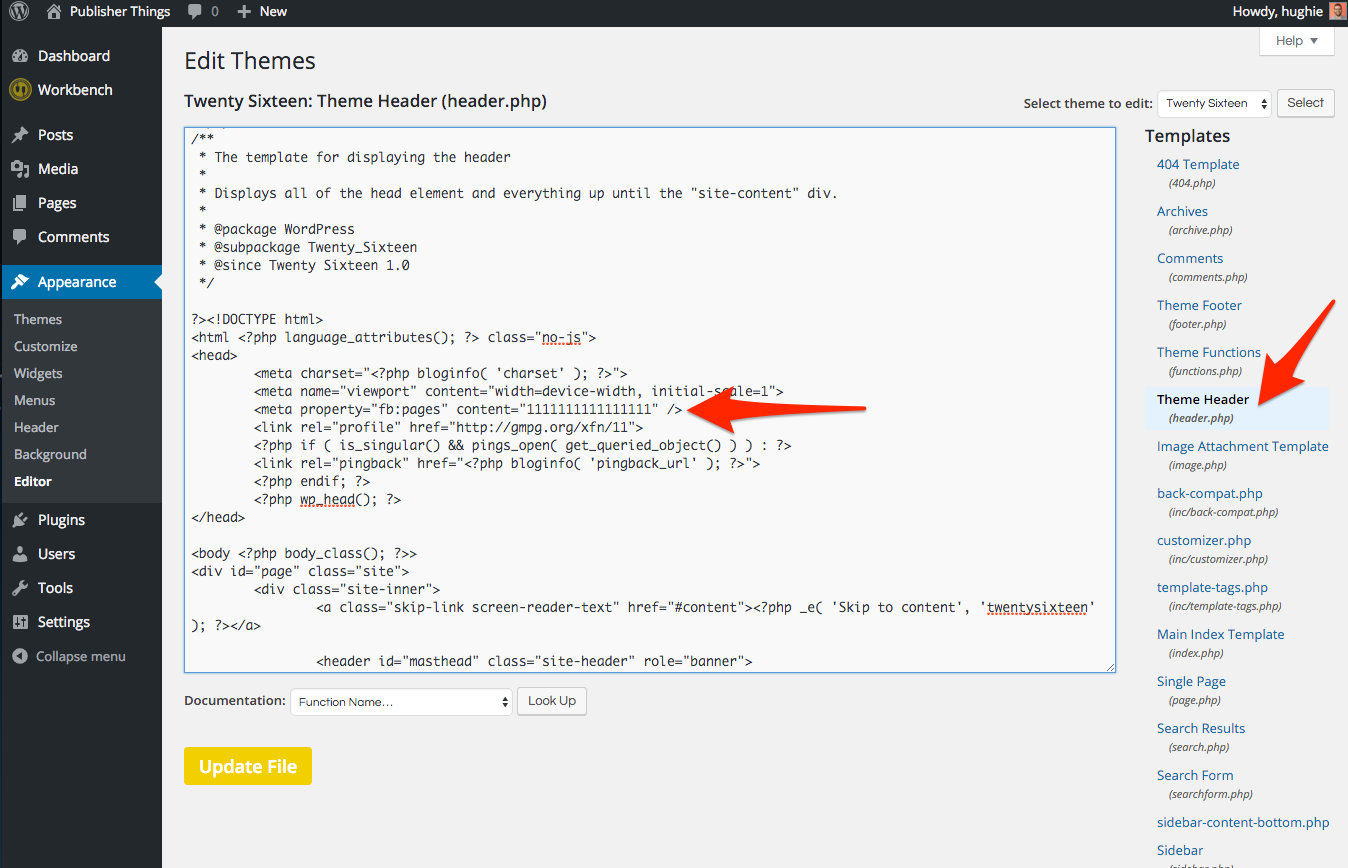 Publisher Things 0 New Howdy, hughie
Help
Dashboard
Workbench
Posts
Media
Pages
Comments
Appearance
Themes
Customize
Widgets
Menus
Header
Background
Editor
Plugins
Users
Tools
Settings
Collapse menu
Edit Themes
Twenty Sixteen: Theme Header (header.php)
Select theme to edit: Twenty Sixteen Select
/**
 * The template for displaying the header
 *
 * Displays all of the head element and everything up until the "site-content" div.
 *
 * @package WordPress
 * @subpackage Twenty_Sixteen
 * @since Twenty Sixteen 1.0
 */

?><!DOCTYPE html>
<html <?php language_attributes(); ?> class="no-js">
<head>
	<meta charset="<?php bloginfo( 'charset' ); ?>">
	<meta name="viewport" content="width=device-width, initial-scale=1">
	<meta property="fb:pages" content="1111111111111111" />
	<link rel="profile" href="http://gmpg.org/xfn/11">
	<?php if ( is_singular() && pings_open( get_queried_object() ) ) : ?>
	<link rel="pingback" href="<?php bloginfo( 'pingback_url' ); ?>">
	<?php endif; ?>
	<?php wp_head(); ?>
</head>

<body <?php body_class(); ?>>
<div id="page" class="site">
	<div class="site-inner">
		<a class="skip-link screen-reader-text" href="#content"><?php _e( 'Skip to content', 'twentysixteen'
); ?></a>

		<header id="masthead" class="site-header" role="banner">
Documentation: Function Name... Look Up
Update File
Templates
404 Template
(404.php)
Archives
(archive.php)
Comments
(comments.php)
Theme Footer
(footer.php)
Theme Functions
(functions.php)
Theme Header
(header.php)
Image Attachment Template
(image.php)
back-compat.php
(inc/back-compat.php)
customizer.php
(inc/customizer.php)
template-tags.php
(inc/template-tags.php)
Main Index Template
(index.php)
Single Page
(page.php)
Search Results
(search.php)
Search Form
(searchform.php)
sidebar-content-bottom.php
Sidebar